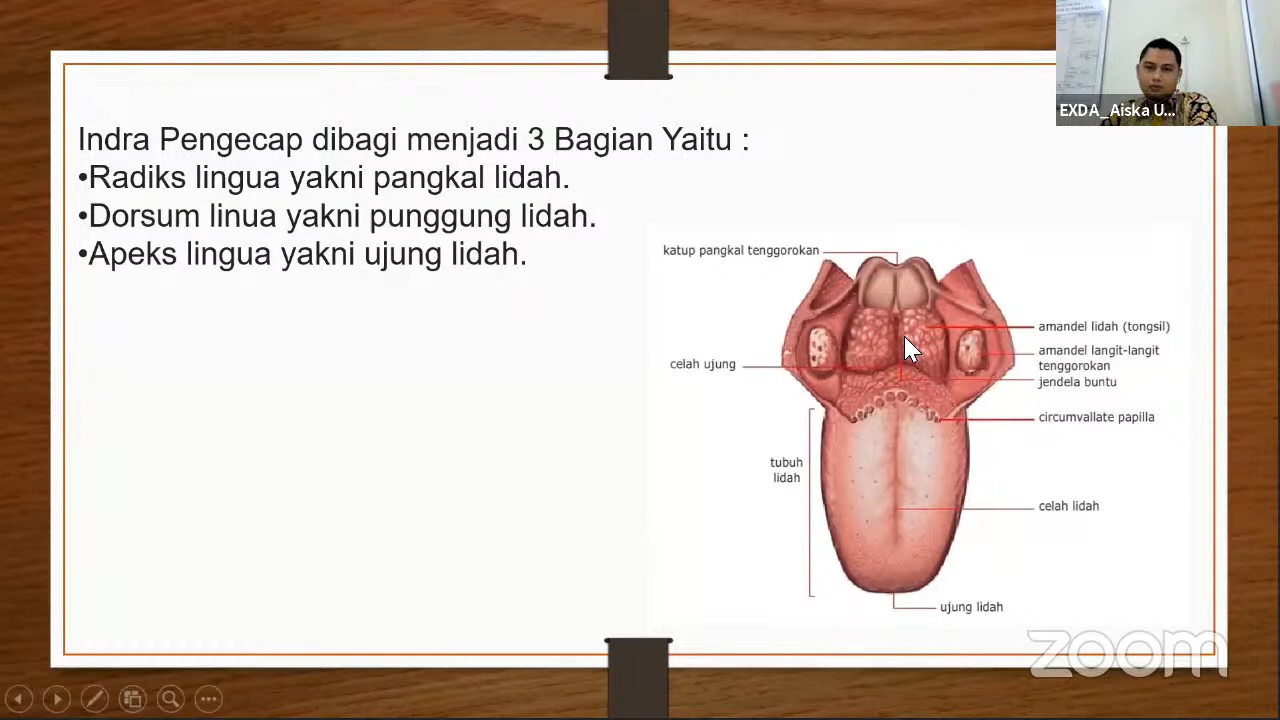 EXDA_Aiska U...
Indra Pengecap dibagi menjadi 3 Bagian Yaitu :
•Radiks lingua yakni pangkal lidah.
•Dorsum linua yakni punggung lidah.
•Apeks lingua yakni ujung lidah.
katup pangkal tenggorokan
amandel lidah (tongsil)
amandel langit-langit
tenggorokan
celah ujung
jendela buntu
circumvallate papilla
tubuh
lidah
celah lidah
ujung lidah
zoom